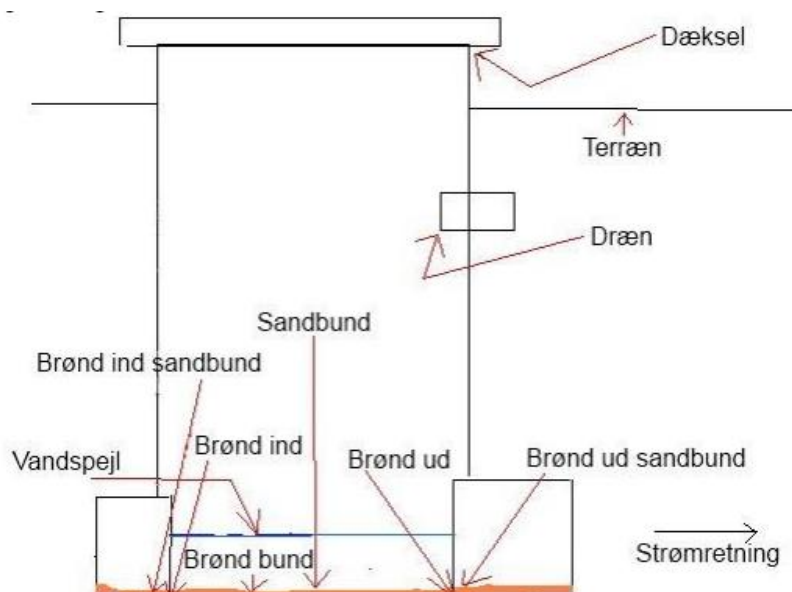 Dæksel
Terræn
Dræn
Sandbund
Brønd ind sandbund
Brønd ind
Vandspejl
Brønd ud
Brønd ud sandbund
Brønd bund
Strømretning